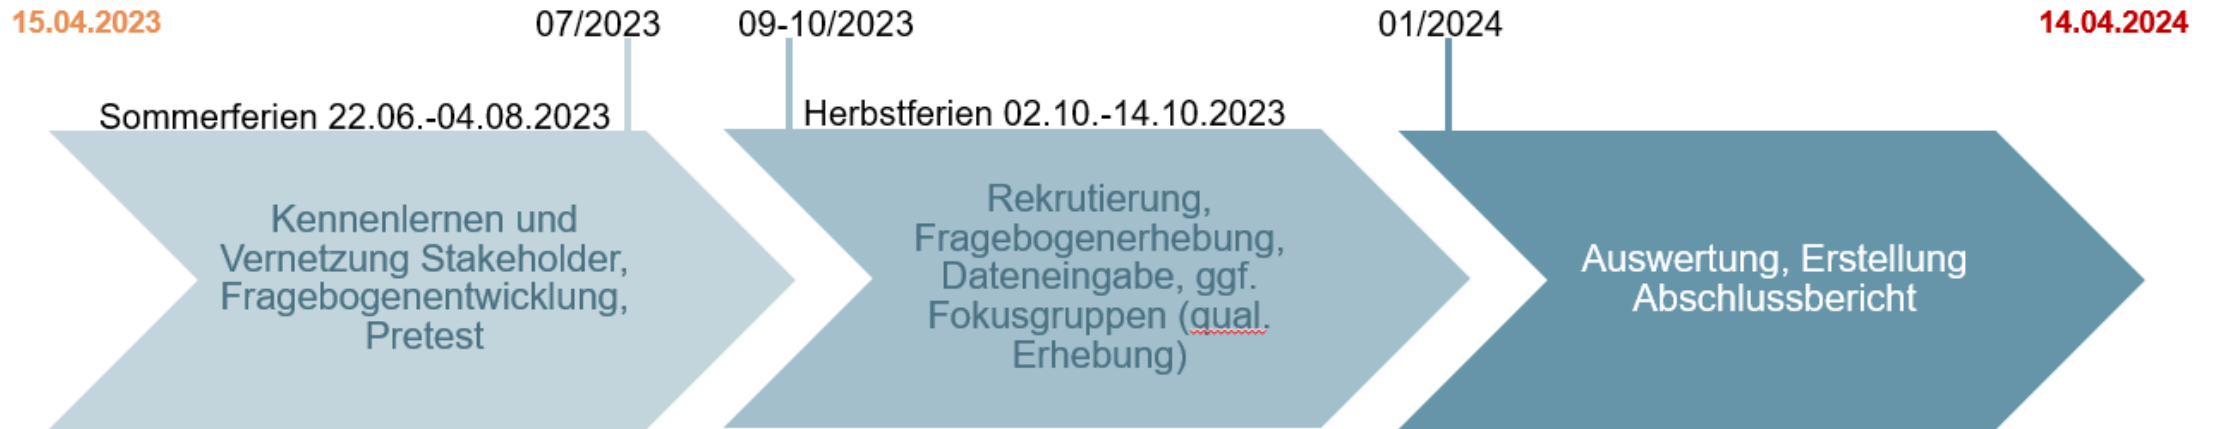 15.04.2023
07/2023
09-10/2023
01/2024
14.04.2024
Sommerferien 22.06.-04.08.2023
Herbstferien 02.10.-14.10.2023
Kennenlernen und
Vernetzung Stakeholder,
Fragebogenentwicklung,
Pretest
Rekrutierung,
Fragebogenerhebung,
Dateneingabe, ggf.
Fokusgruppen (qual.
Erhebung)
Auswertung, Erstellung
Abschlussbericht